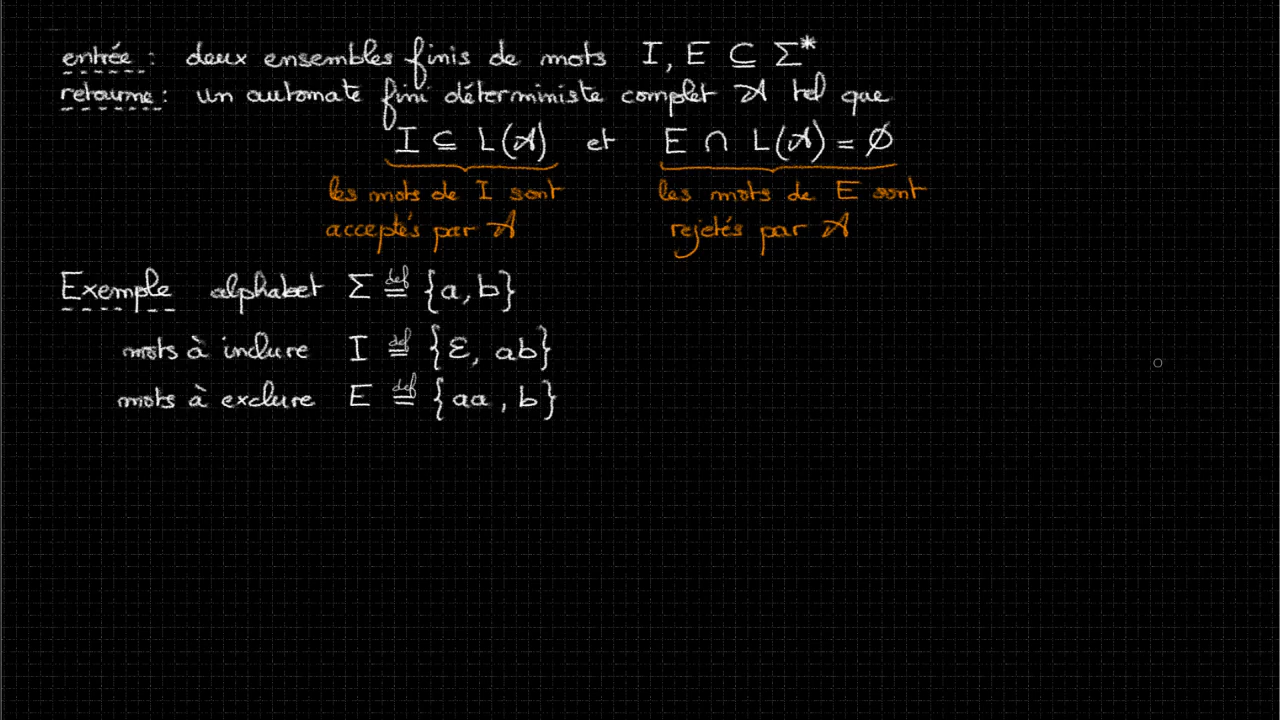 entrée : deux ensembles finis de mots I, E ⊆ Σ*
retourne : un automate fini déterministe complet A tel que
I ⊆ L(A) et E ∩ L(A) = ∅
les mots de I sont les mots de E sont
acceptés par A rejetés par A
Exemple alphabet Σ ≝ {a, b}
mots à inclure I ≝ {ε, ab}
mots à exclure E ≝ {aa, b}